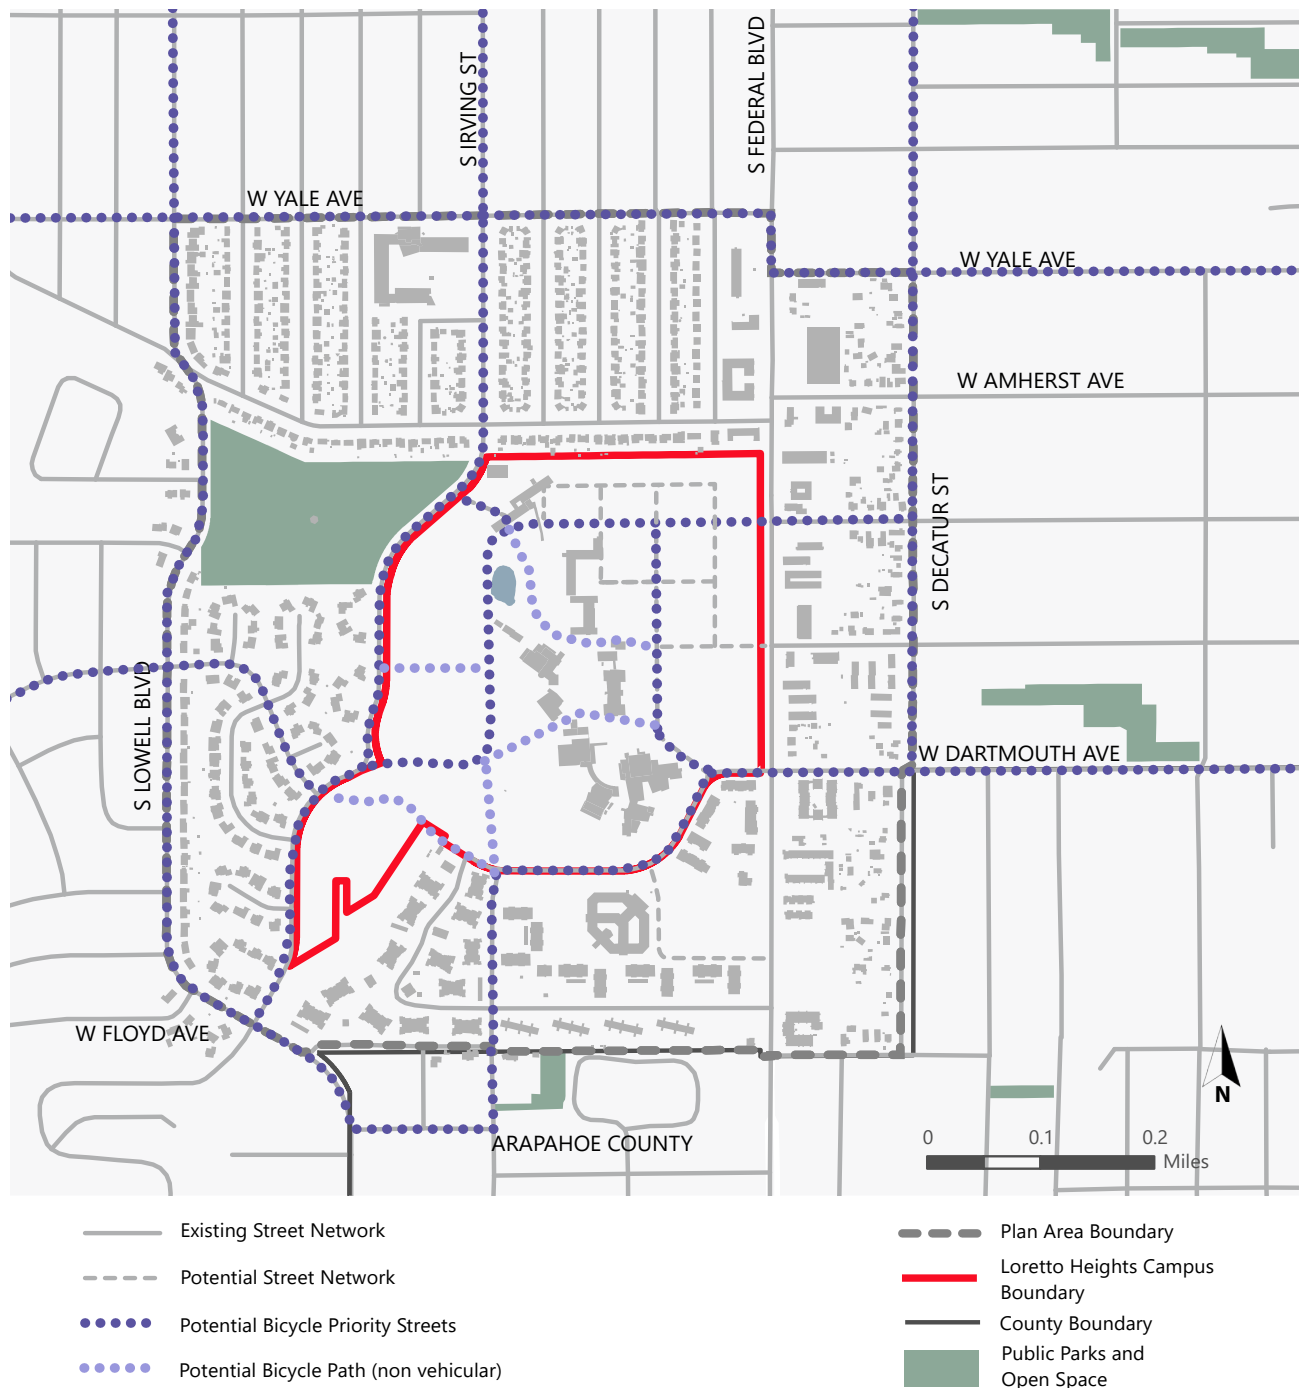 S IRVING ST
S FEDERAL BLVD
W YALE AVE
W YALE AVE
W AMHERST AVE
S DECATUR ST
S LOWELL BLVD
W DARTMOUTH AVE
W FLOYD AVE
ARAPAHOE COUNTY
N
0 0.1 0.2
Miles
Existing Street Network
Potential Street Network
Potential Bicycle Priority Streets
Potential Bicycle Path (non vehicular)
Plan Area Boundary
Loretto Heights Campus
Boundary
County Boundary
Public Parks and
Open Space